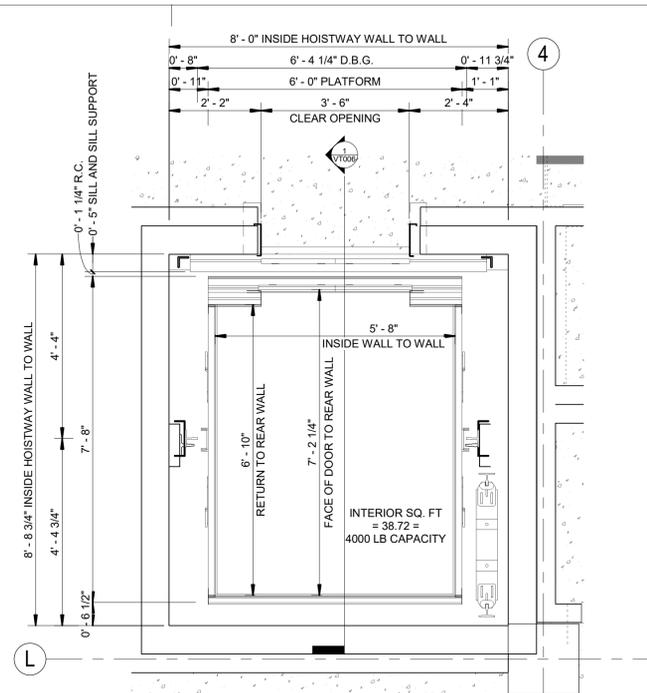 8' - 0" INSIDE HOISTWAY WALL TO WALL
4
0' - 8"
6' - 4 1/4" D.B.G.
0' - 11 3/4"
0' - 11"
6' - 0" PLATFORM
1' - 1"
2' - 2"
3' - 6"
2' - 4"
CLEAR OPENING
1
VT006
0' - 1 1/4" R.C.
0' - 5" SILL AND SILL SUPPORT
5' - 8"
INSIDE WALL TO WALL
8' - 8 3/4" INSIDE HOISTWAY WALL TO WALL
4' - 4"
4' - 4 3/4"
7' - 8"
0' - 6 1/2"
6' - 10"
RETURN TO REAR WALL
7' - 2 1/4"
FACE OF DOOR TO REAR WALL
INTERIOR SQ. FT
= 38.72 =
4000 LB CAPACITY
L